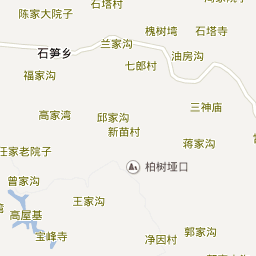 石塔村
陈家大院子
槐树塆
石塔寺
兰家沟
石笋乡
油房沟
七郎村
福家沟
三神庙
高家湾
邱家沟
新苗村
蒋家沟
汪家老院子
柏树垭口
曾家沟
王家沟
高屋基
宝峰寺
郭家沟
净因村